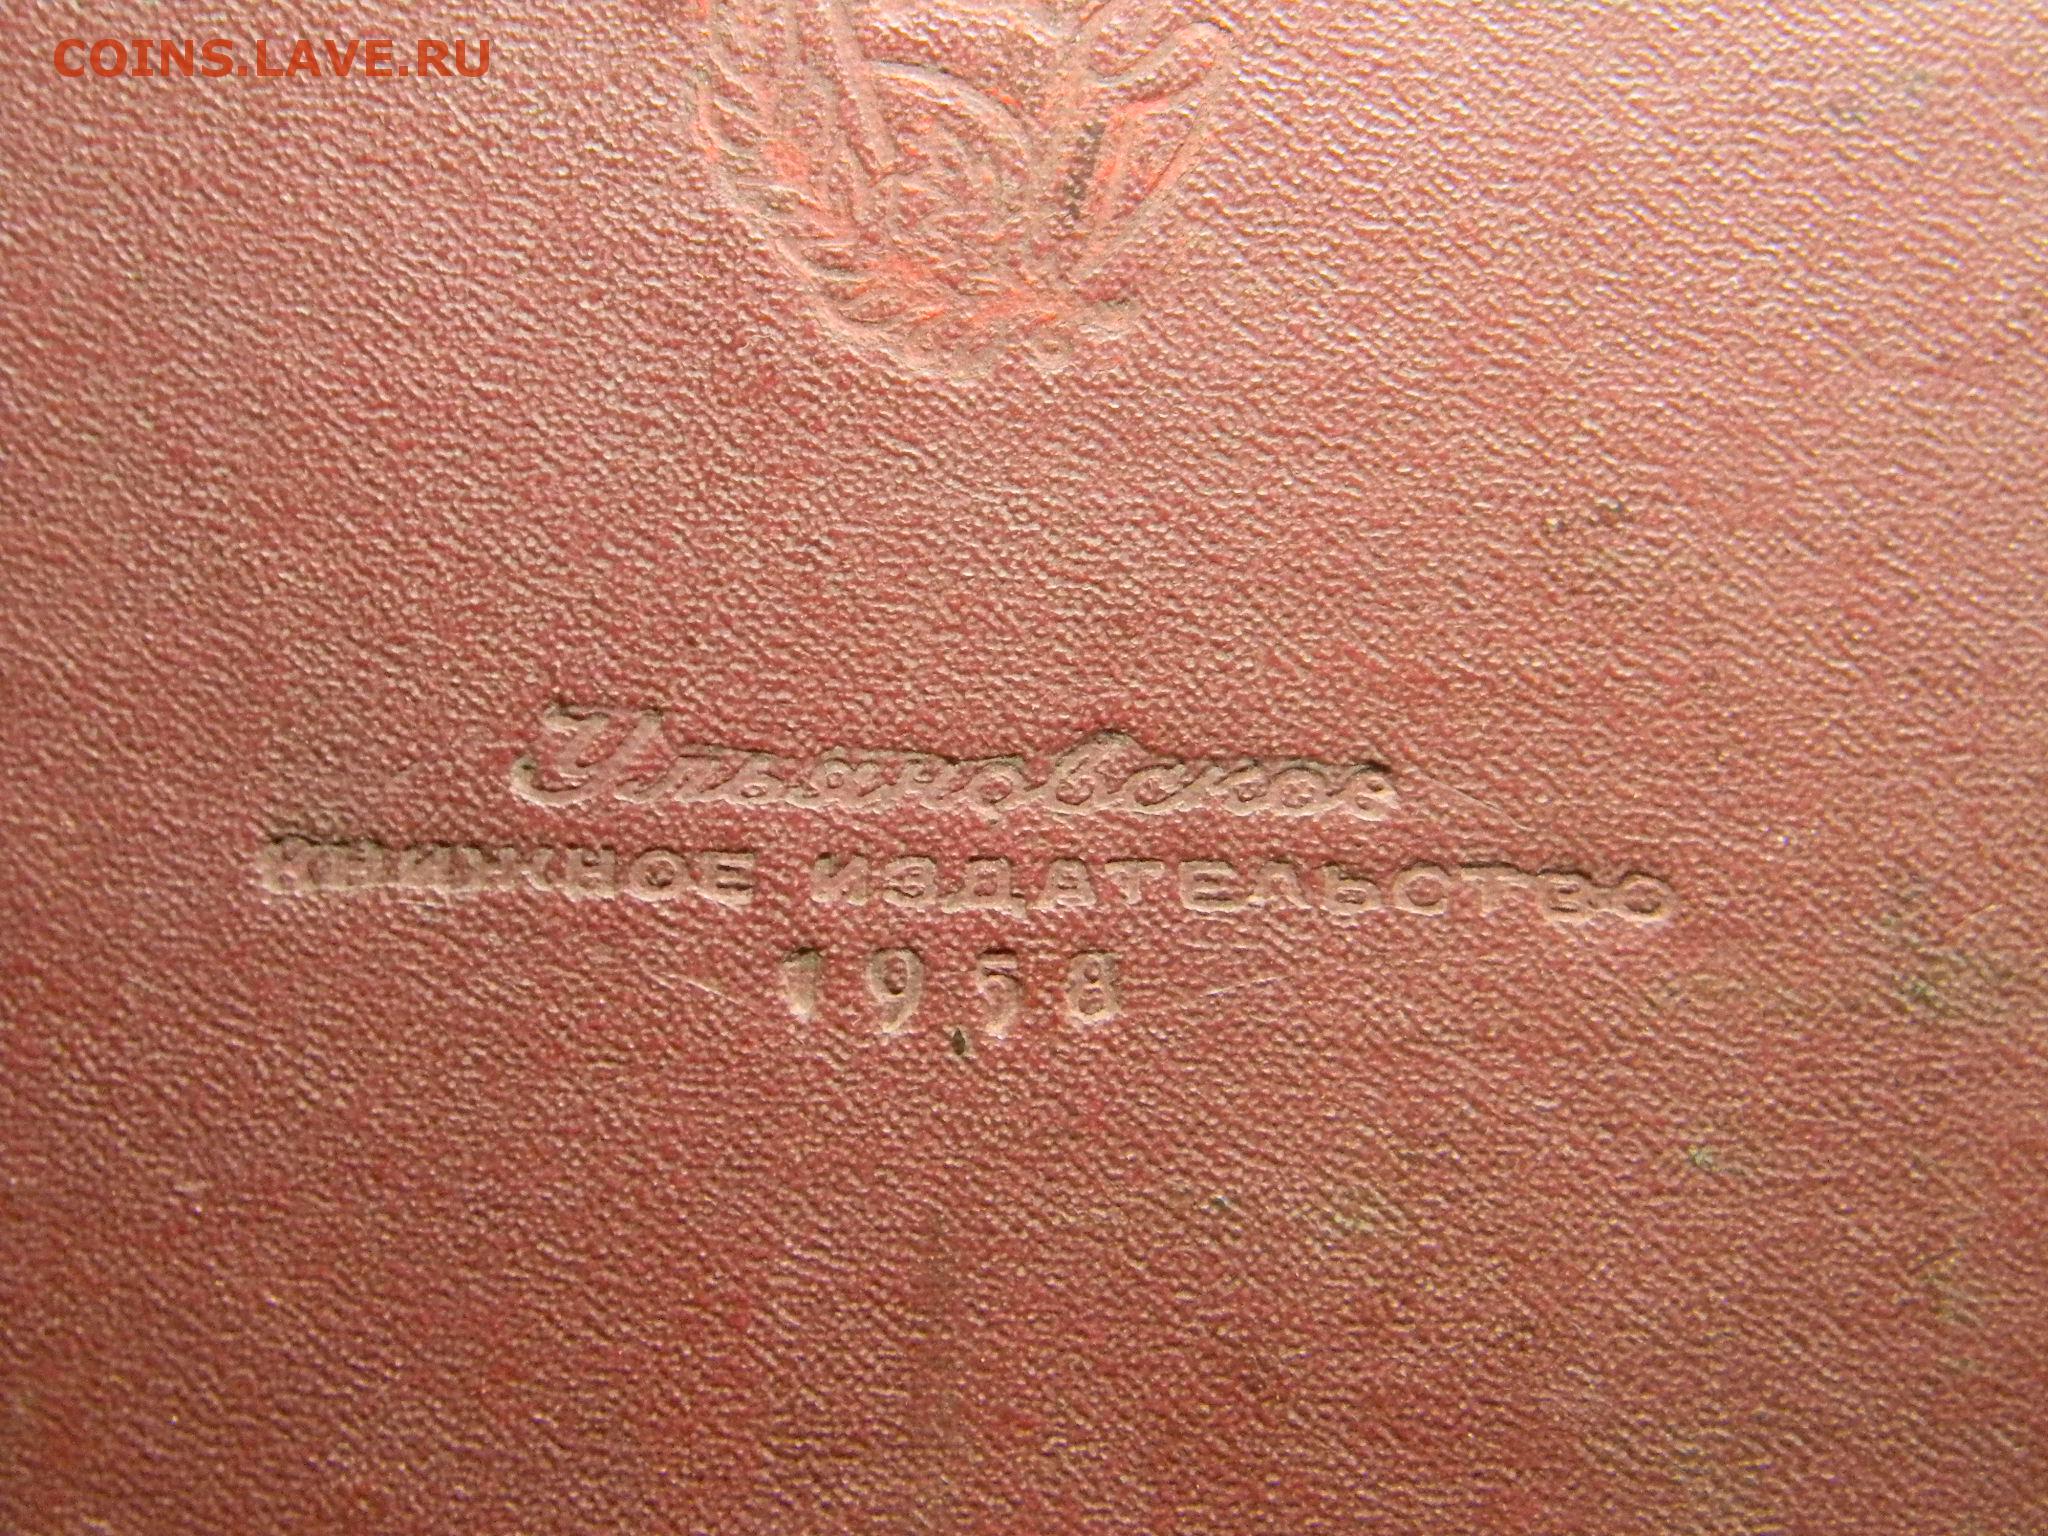 COINS.LAVE.RU
Ульяновское
КНИЖНОЕ ИЗДАТЕЛЬСТВО
1958